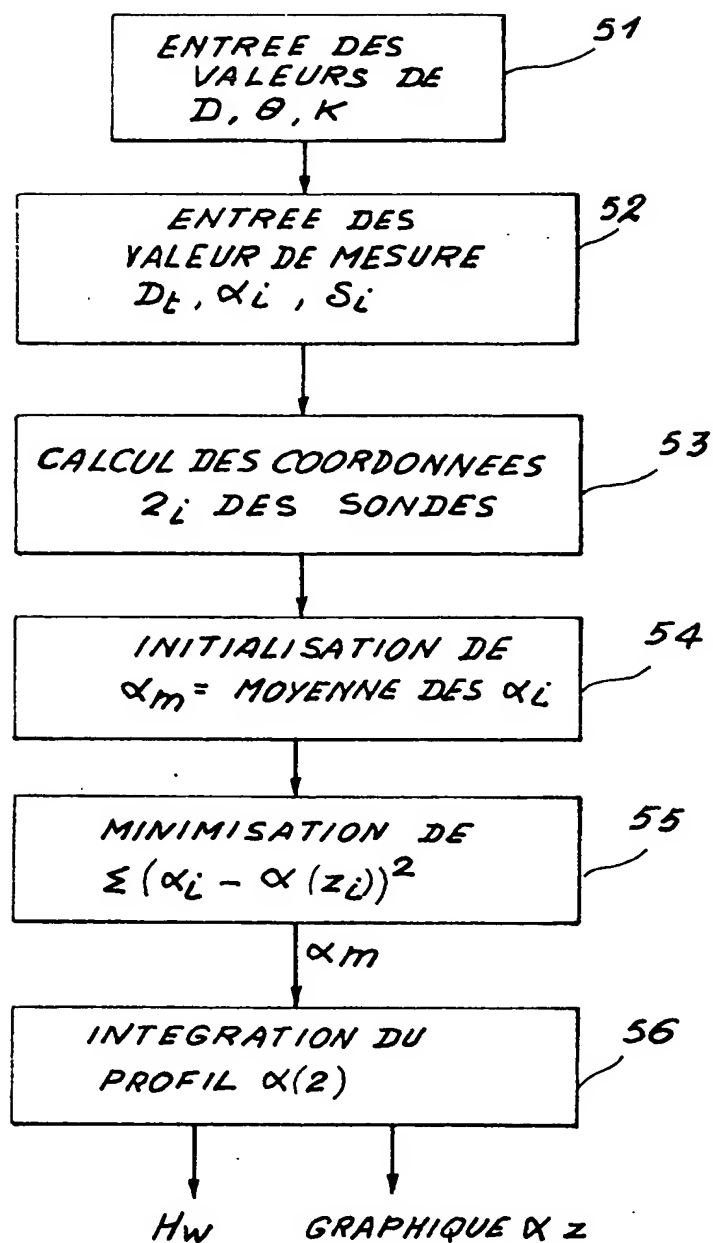 ENTREE DES
VALEURS DE
D, θ, K
51
ENTREE DES
VALEUR DE MESURE
Dt, αi, Si
52
CALCUL DES COORDONNEES
2i DES SONDES
53
INITIALISATION DE
αm = MOYENNE DES αi
54
MINIMISATION DE
Σ(αi - α(zi))²
55
αm
INTEGRATION DU
PROFIL α(2)
56
Hw
GRAPHIQUE α z